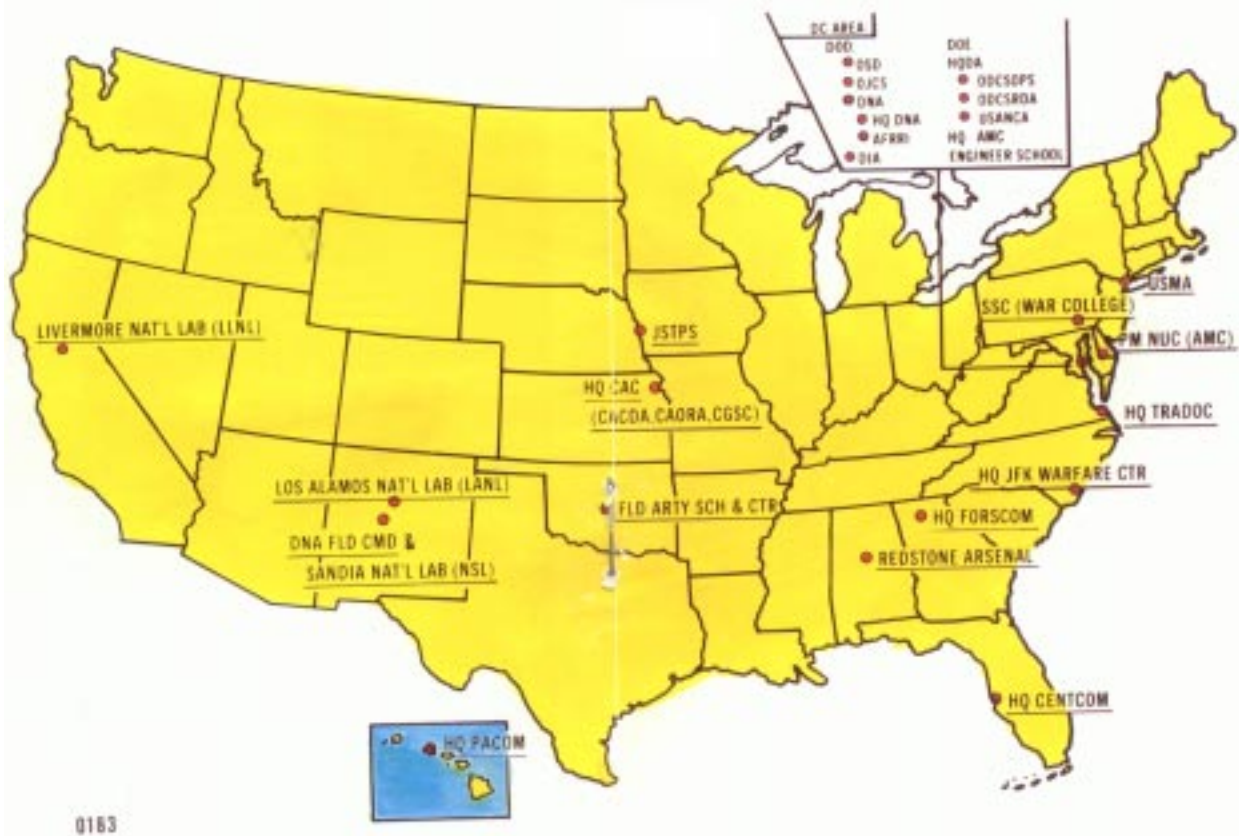 DC AREA
DOD
OSD
OJCS
DNA
HQ DNA
AFRRI
DIA
DOE
HQDA
ODCSOPS
ODCSRDA
USANCA
HQ AMC
ENGINEER SCHOOL
USMA
SSC (WAR COLLEGE)
LIVERMORE NAT'L LAB (LLNL)
JSTPS
PM NUC (AMC)
HQ CAC
(CACDA, CAORA, CGSC)
HQ TRADOC
LOS ALAMOS NAT'L LAB (LANL)
HQ JFK WARFARE CTR
FLD ARTY SCH & CTR
HQ FORSCOM
DNA FLD CMD &
SANDIA NAT'L LAB (NSL)
REDSTONE ARSENAL
HQ CENTCOM
HQ PACOM
0183